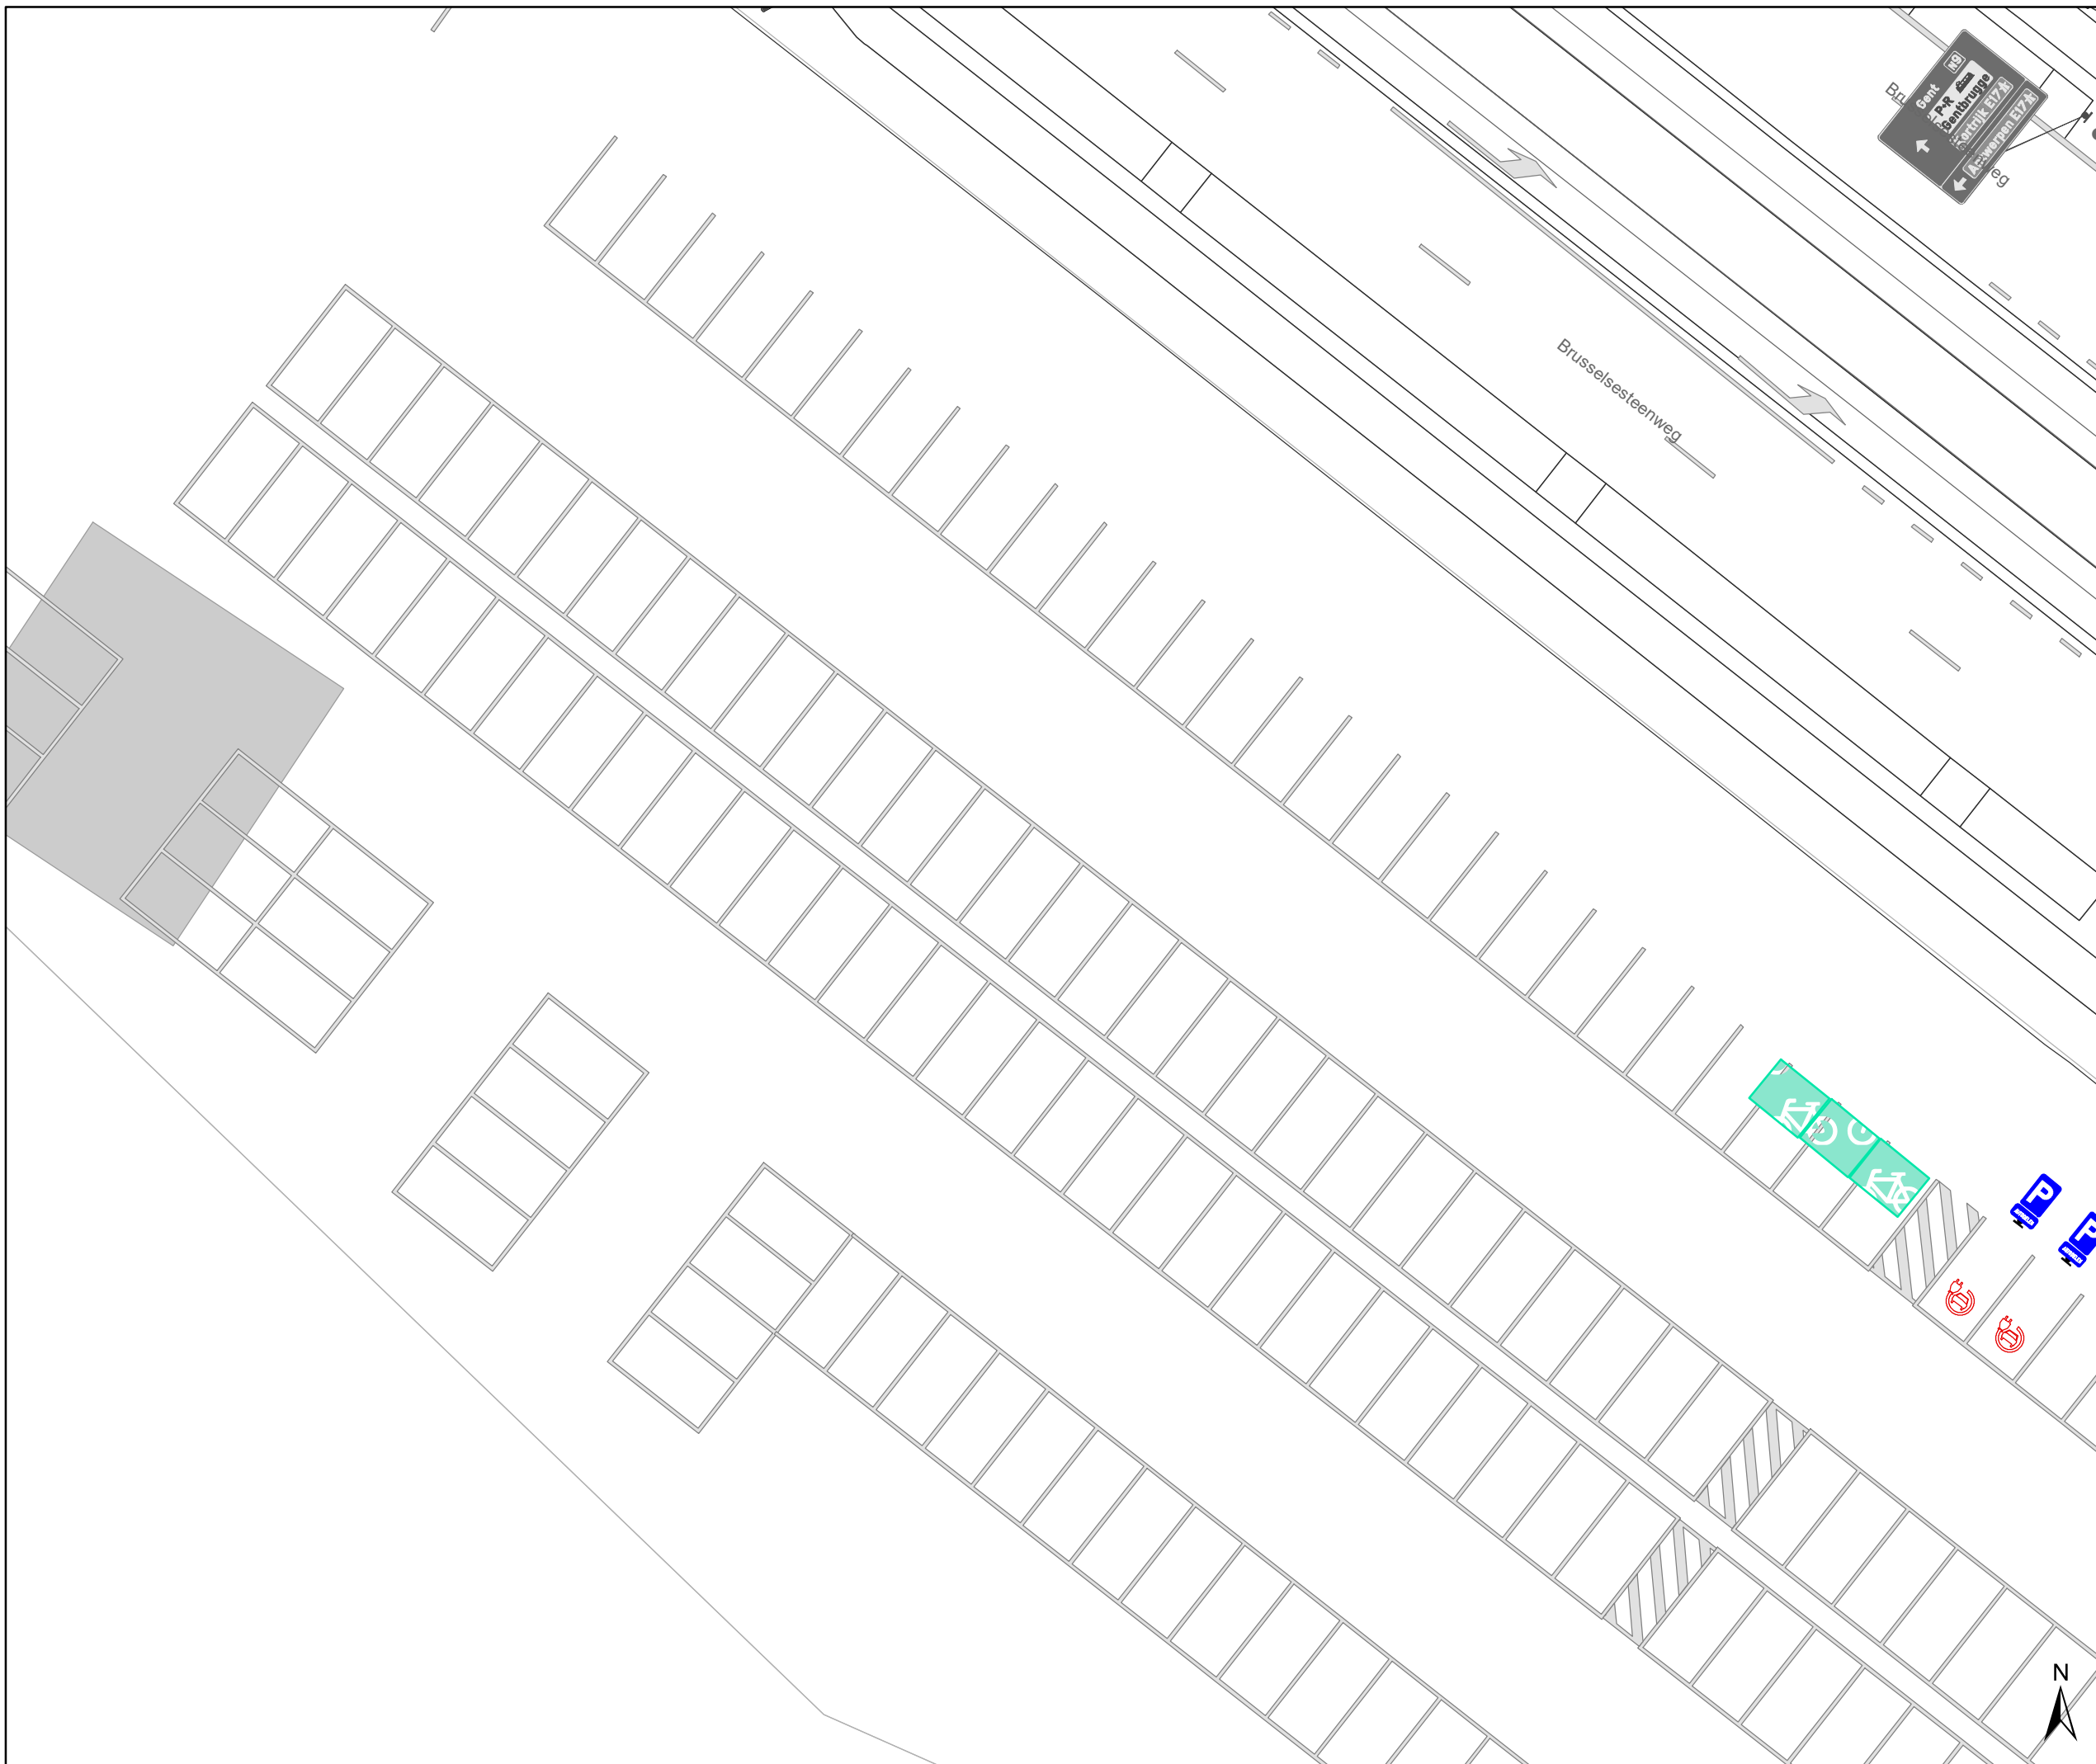 N9
Gent
P+R
Gentbrugge
Kortrijk E17
Antwerpen E17
Brusselsesteenweg
P
P
N